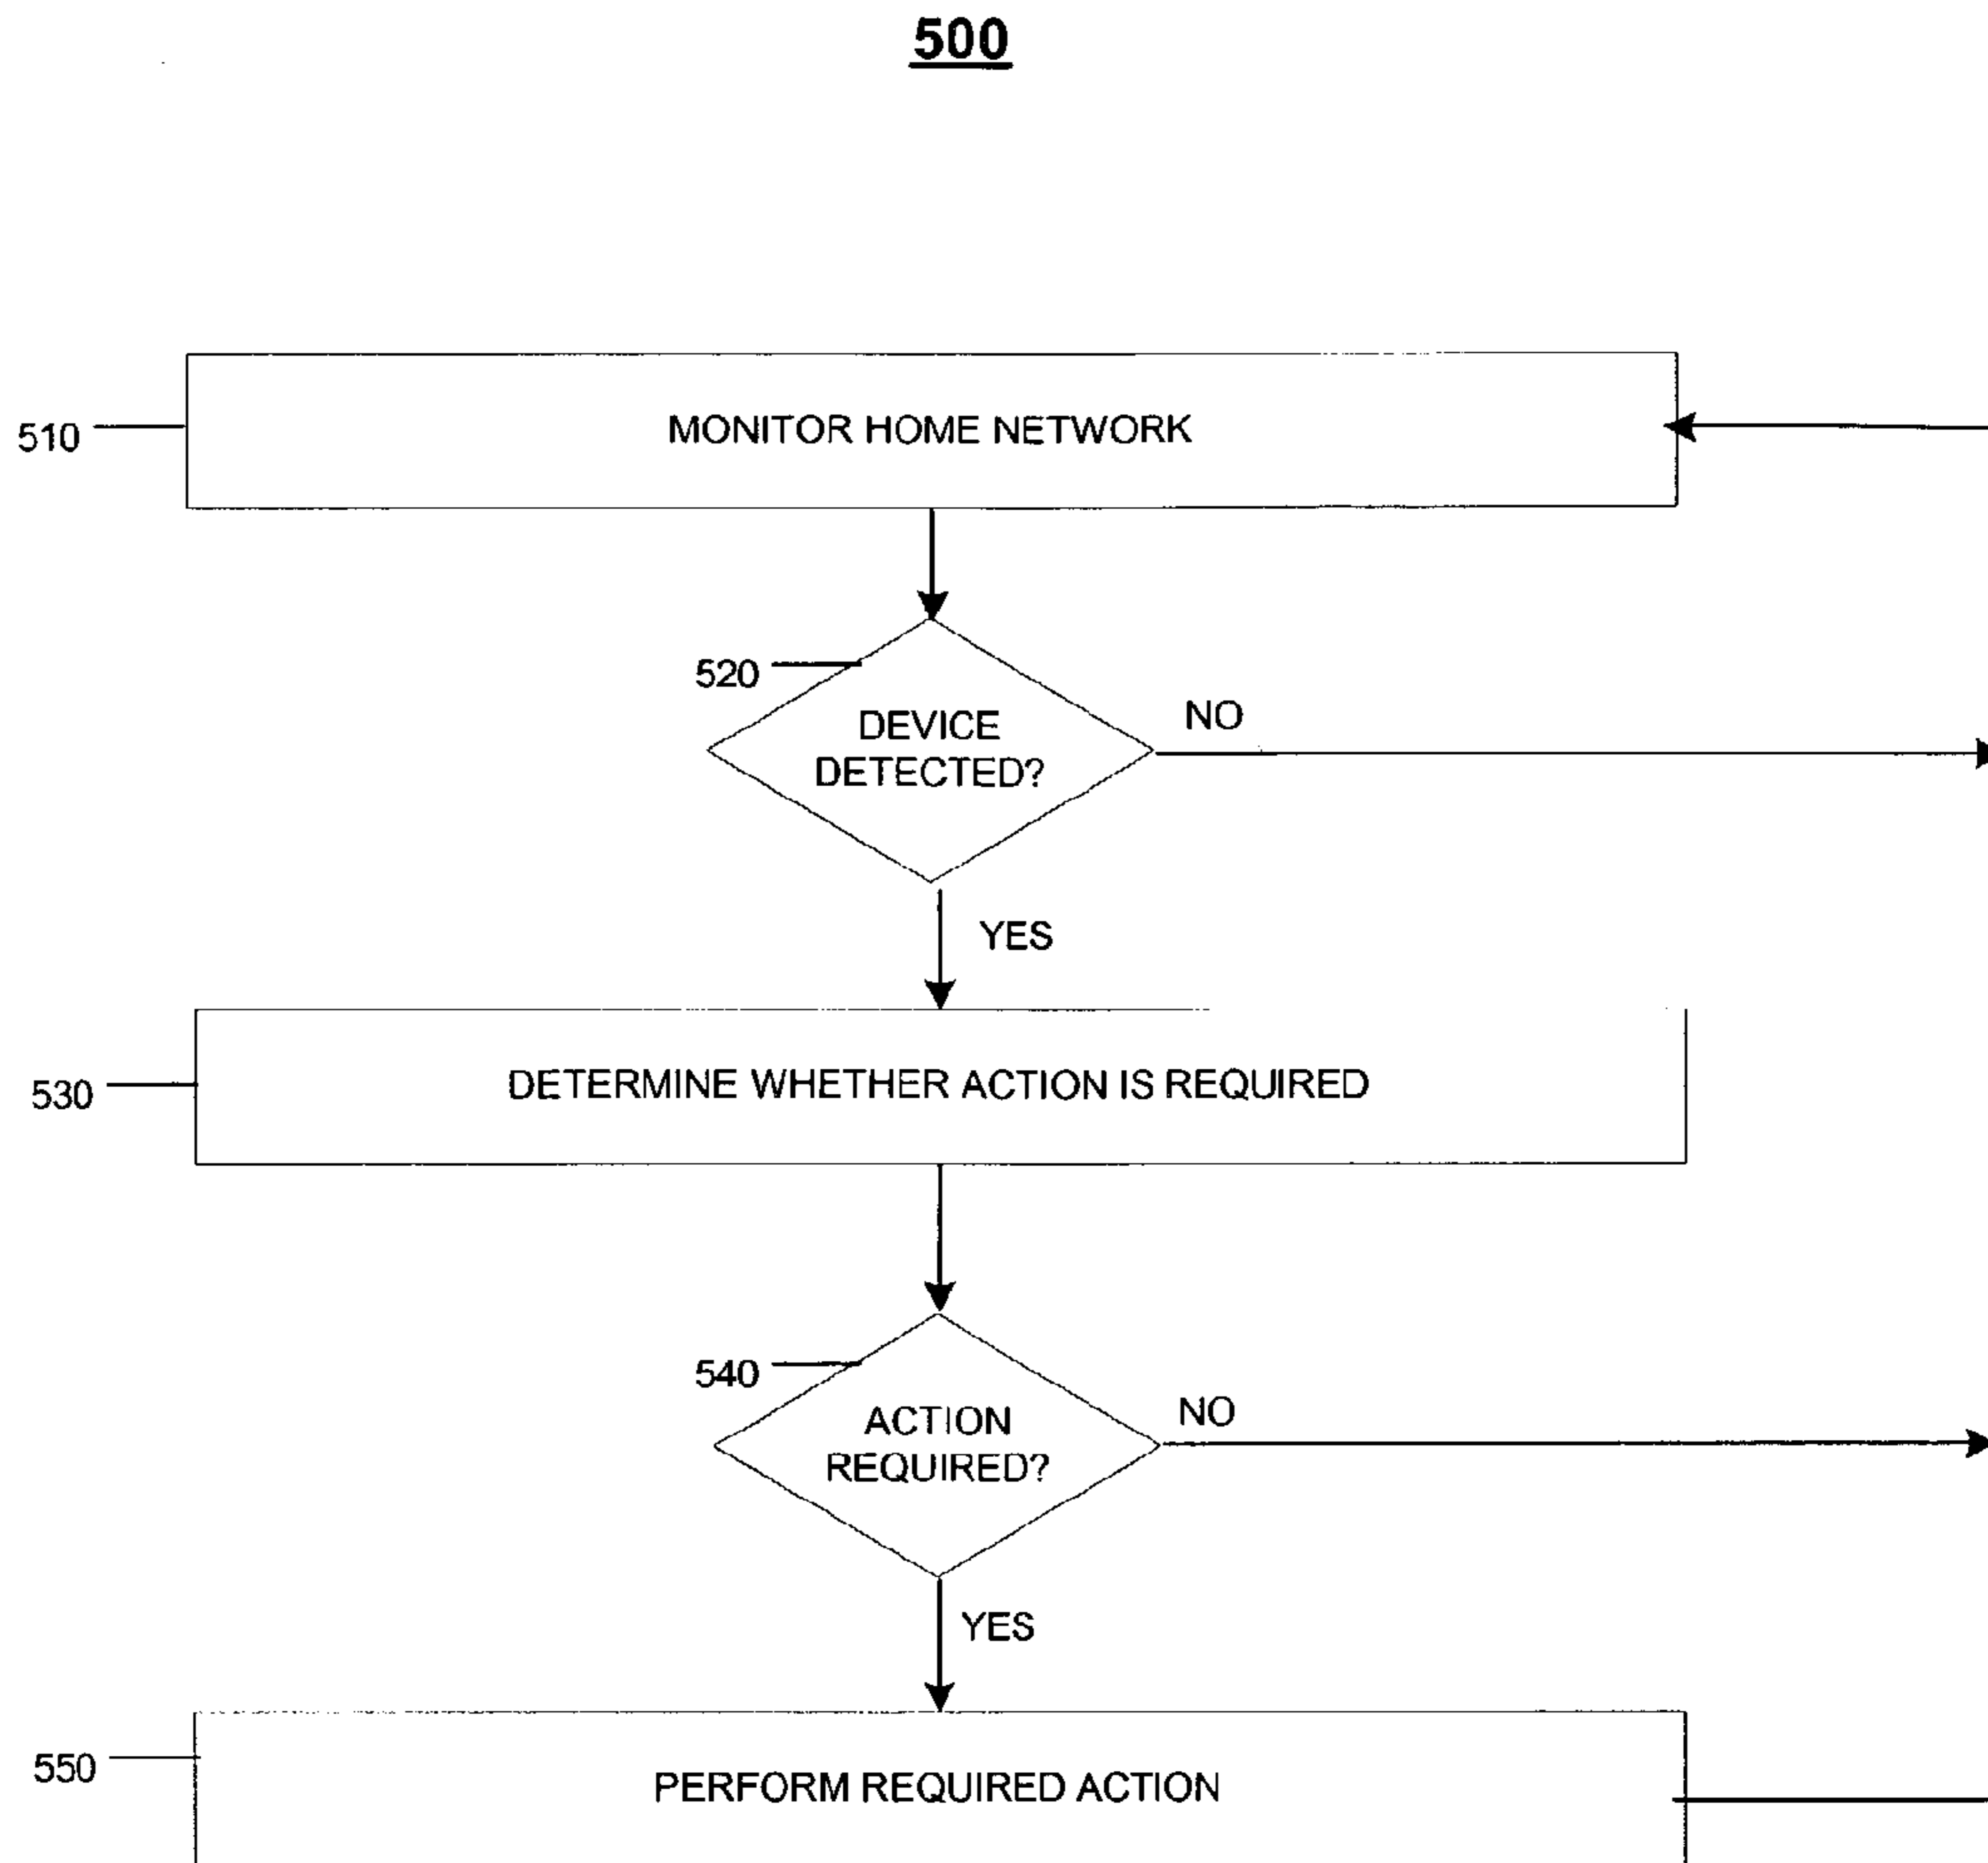 500
510
MONITOR HOME NETWORK
520
DEVICE
DETECTED?
NO
YES
530
DETERMINE WHETHER ACTION IS REQUIRED
540
ACTION
REQUIRED?
NO
YES
550
PERFORM REQUIRED ACTION